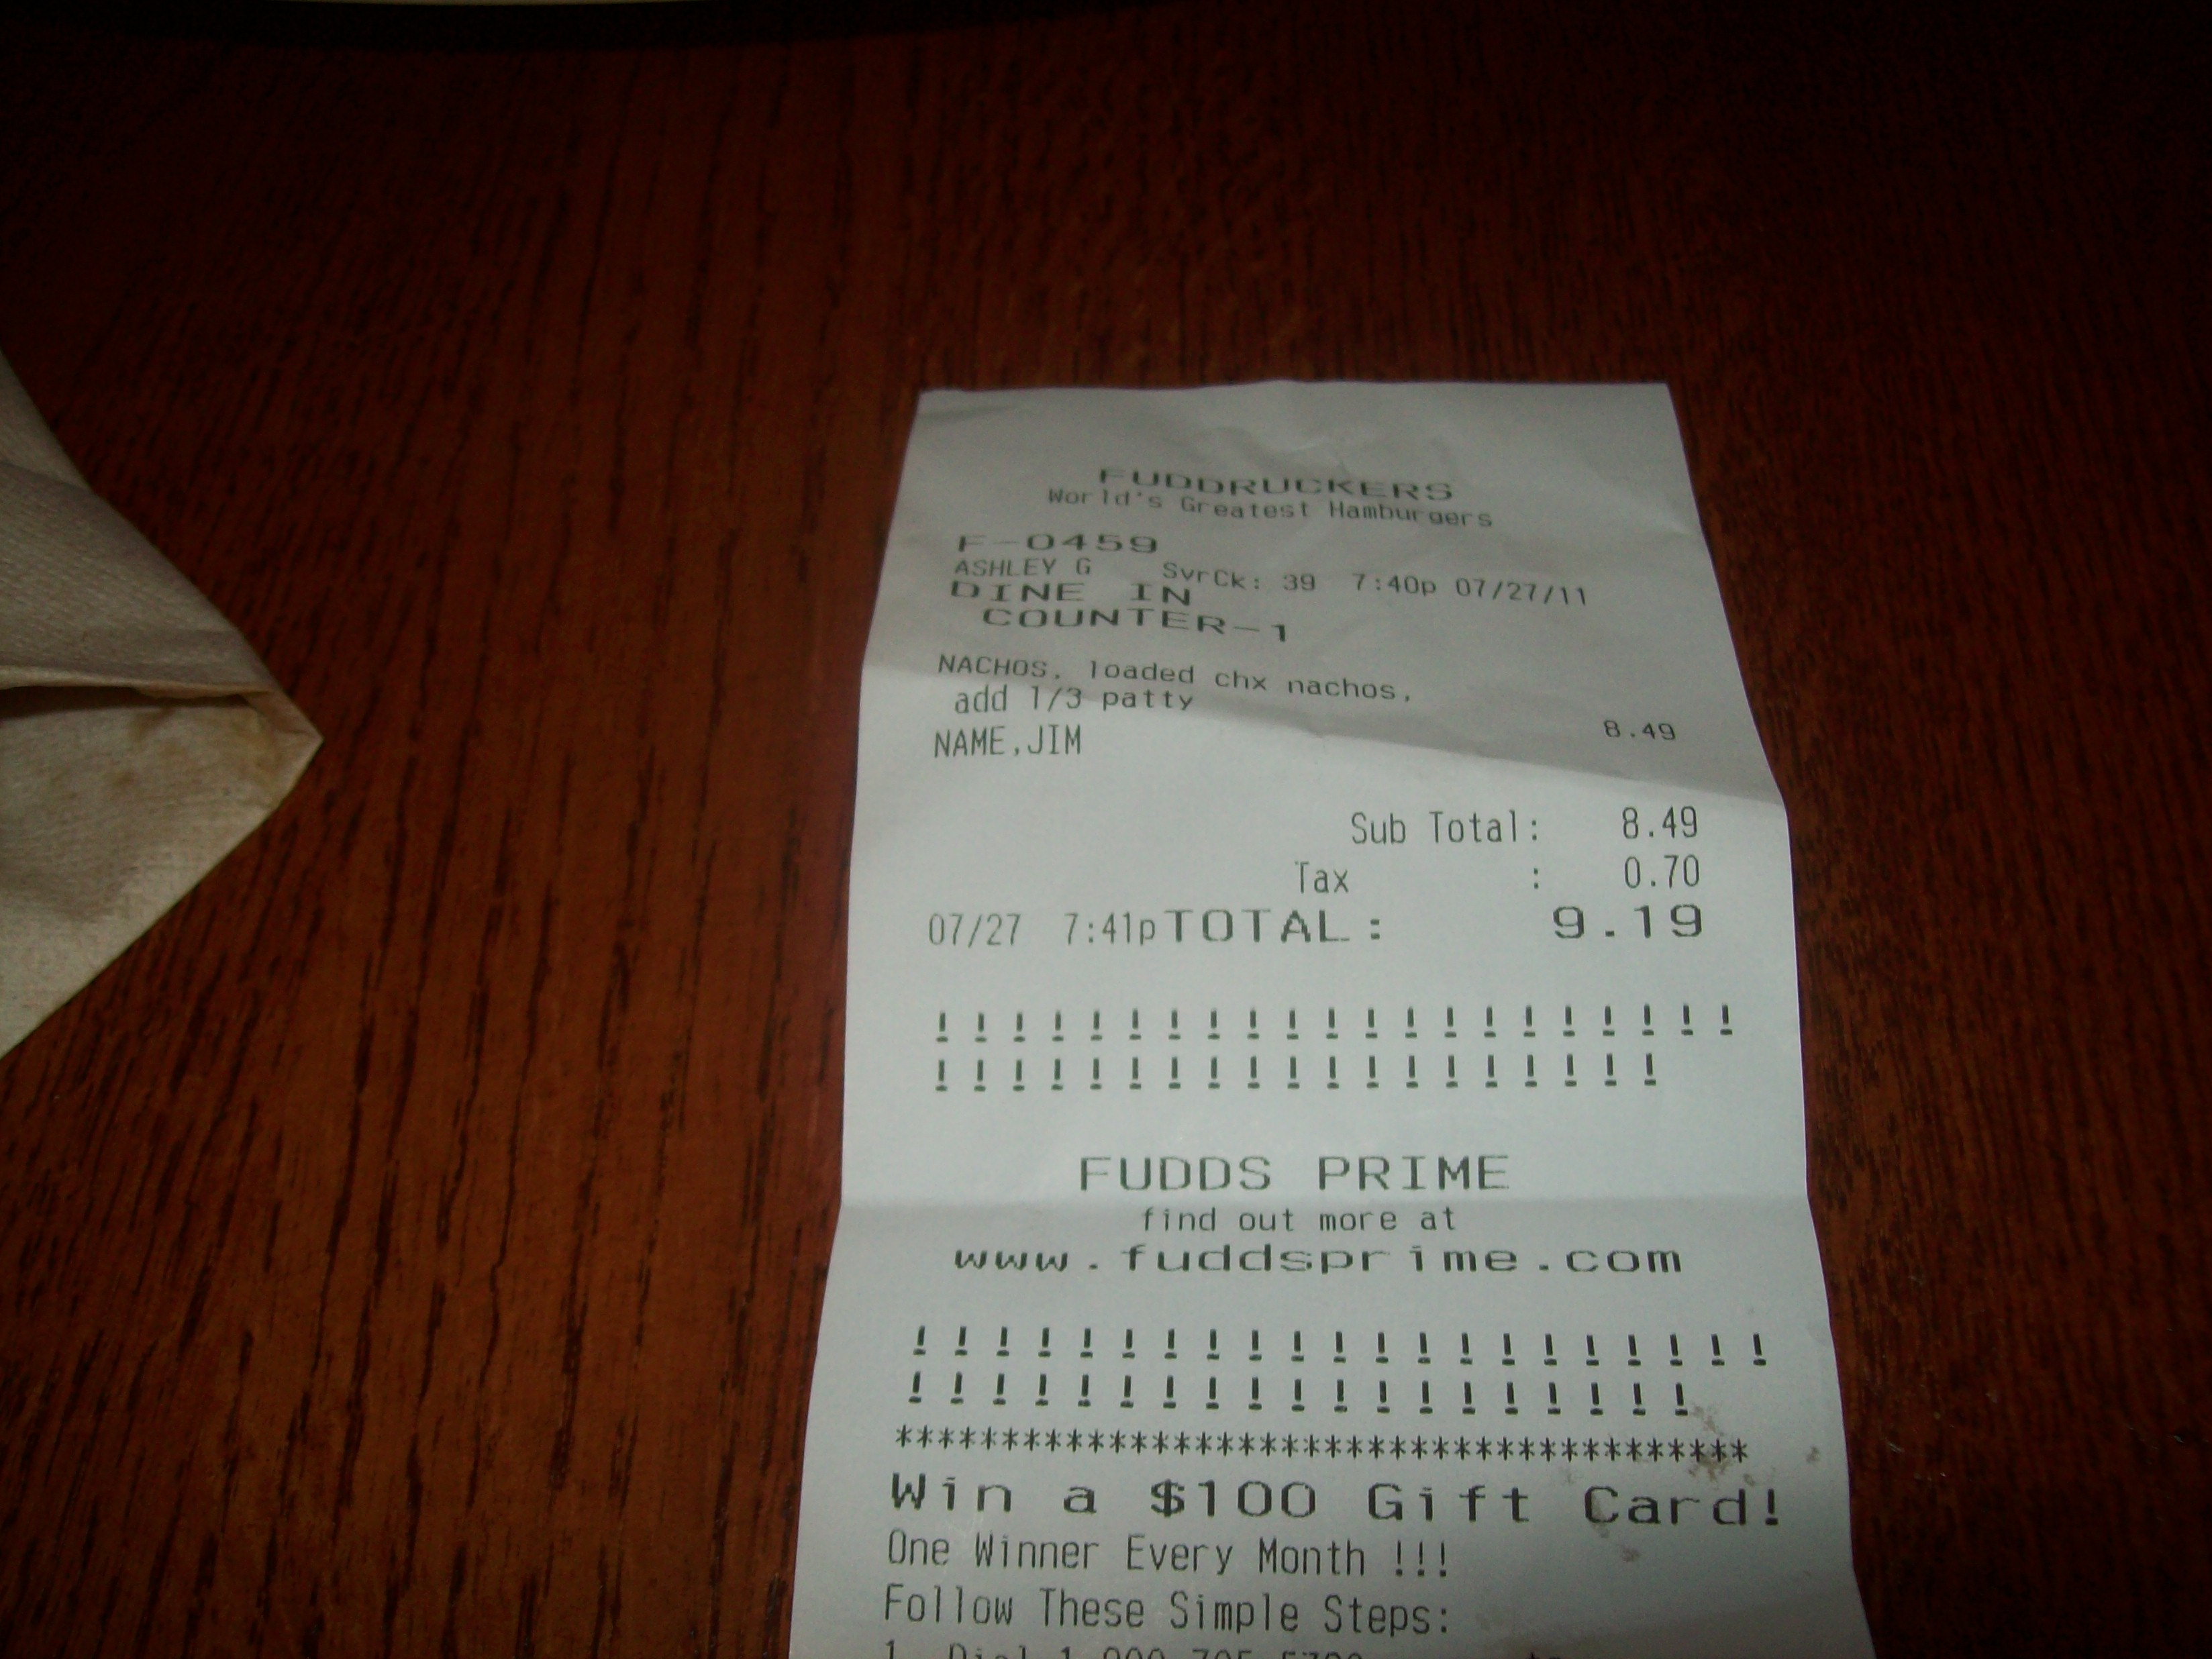 FUDDRUCKERS
World's Greatest Hamburgers
F-0459
ASHLEY G SvrCk: 39 7:40p 07/27/11
DINE IN
COUNTER-1
NACHOS, loaded chx nachos,
add 1/3 patty
8.49
NAME,JIM
Sub Total: 8.49
Tax : 0.70
07/27 7:41pTOTAL: 9.19
! ! ! ! ! ! ! ! ! ! ! ! ! ! ! ! ! ! ! ! !
! ! ! ! ! ! ! ! ! ! ! ! ! ! ! ! ! ! !
FUDDS PRIME
find out more at
www.fuddsprime.com
! ! ! ! ! ! ! ! ! ! ! ! ! ! ! ! ! ! ! ! !
! ! ! ! ! ! ! ! ! ! ! ! ! ! ! ! ! ! !
****************************************
Win a $100 Gift Card!
One Winner Every Month !!!
Follow These Simple Steps:
1. Dial